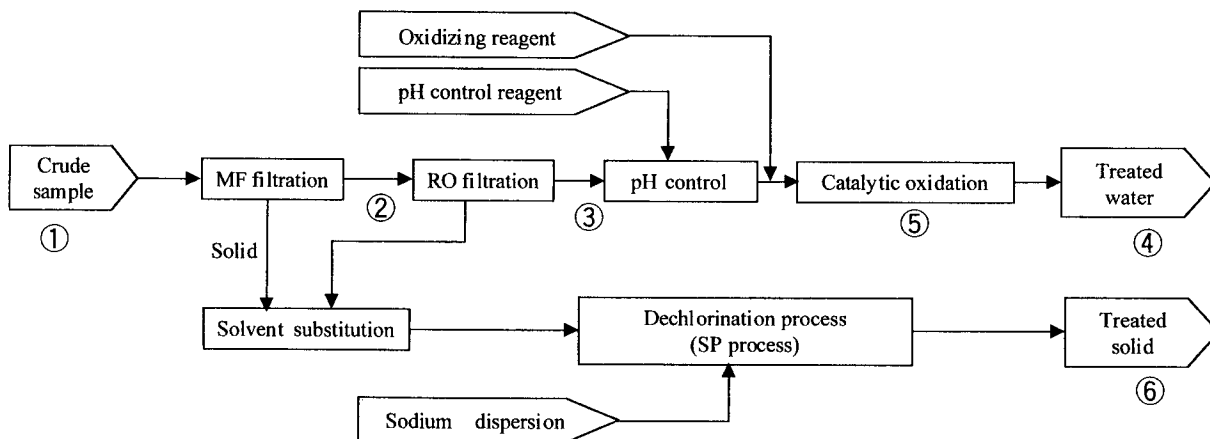 Oxidizing reagent
pH control reagent
Crude
sample
MF filtration
RO filtration
pH control
Catalytic oxidation
Treated
water
①
②
③
⑤
④
Solid
Solvent substitution
Dechlorination process
(SP process)
Treated
solid
⑥
Sodium dispersion